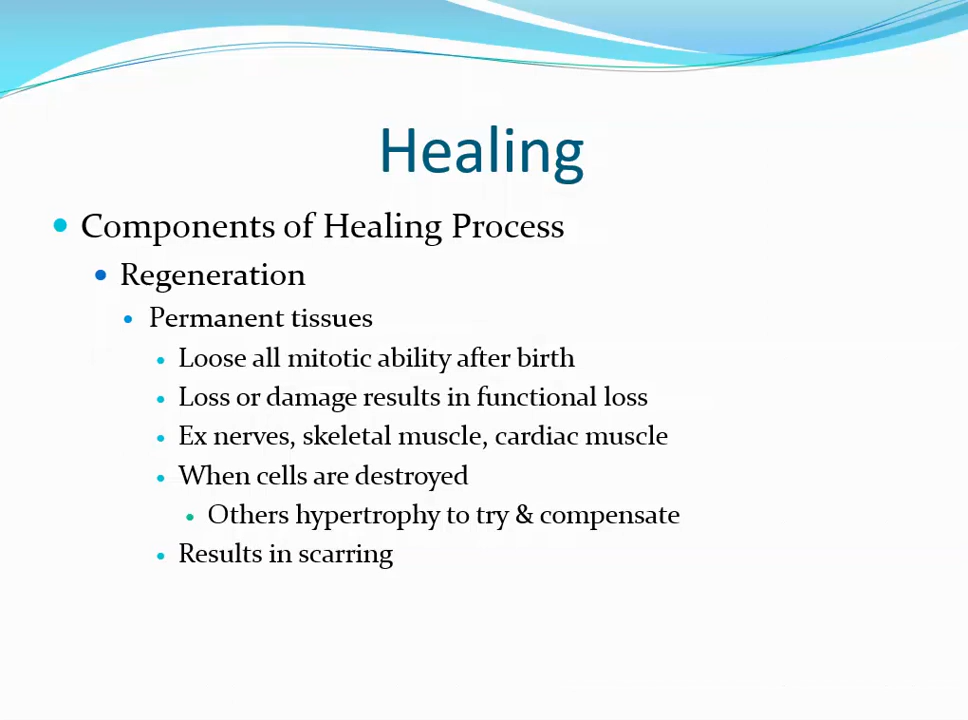 Healing
Components of Healing Process
Regeneration
Permanent tissues
Loose all mitotic ability after birth
Loss or damage results in functional loss
Ex nerves, skeletal muscle, cardiac muscle
When cells are destroyed
Others hypertrophy to try & compensate
Results in scarring